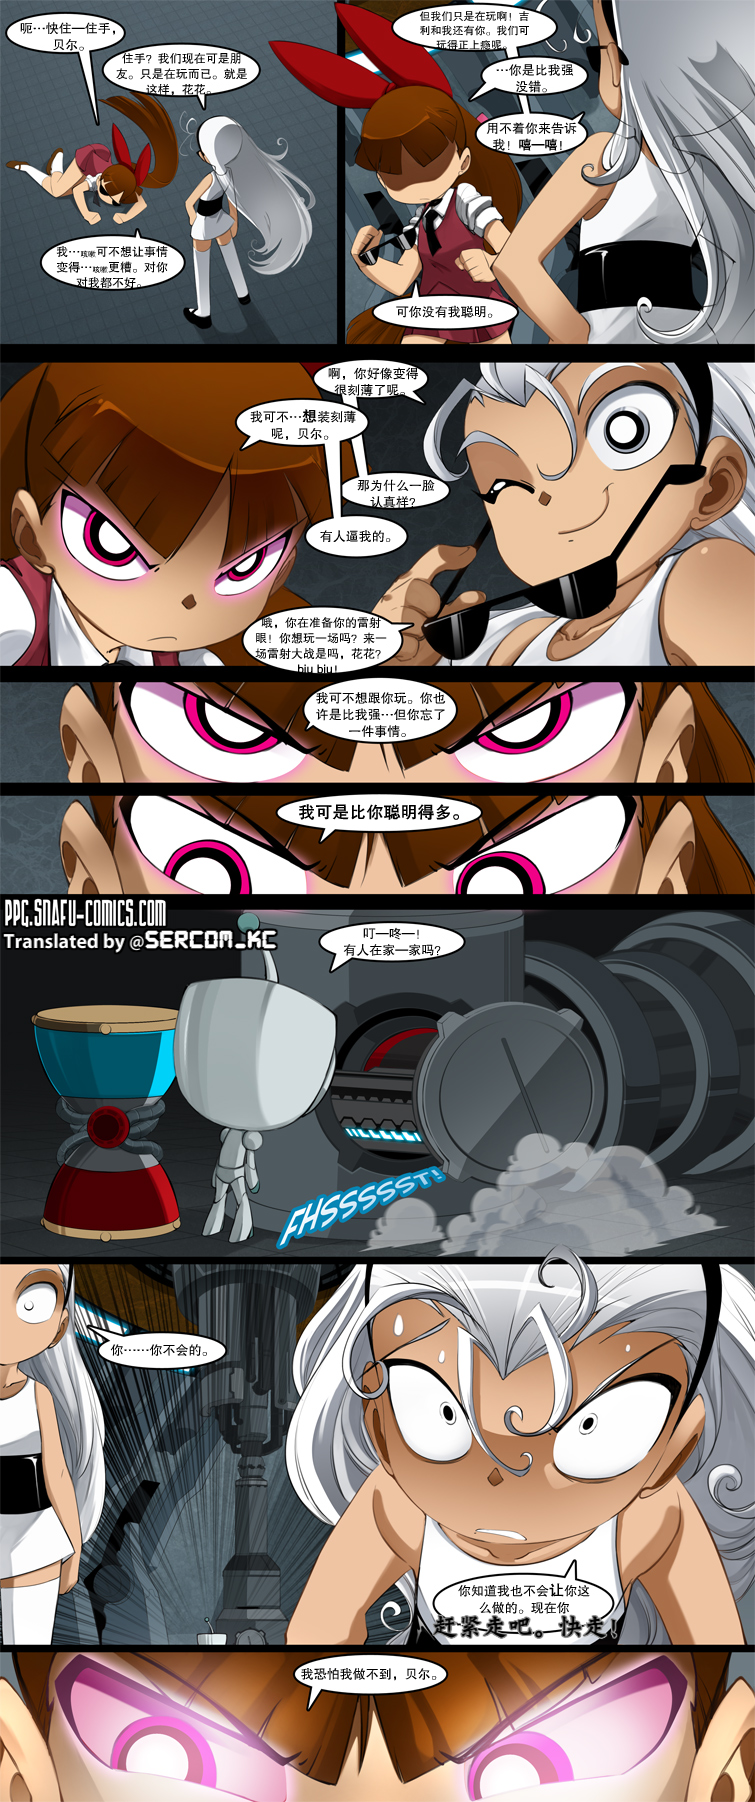 呃…快住—住手，
贝尔。
住手？我们现在可是朋
友。只是在玩而已。就是
这样，花花。
我…咳嗽可不想让事情
变得…咳嗽更糟。对你
对我都不好。
但我们只是在玩啊！吉
利和我还有你。我们可
玩得正上瘾呢。
…你是比我强
没错。
用不着你来告诉
我！嘻—嘻！
可你没有我聪明。
啊，你好像变得
很刻薄了呢。
我可不…想装刻薄
呢，贝尔。
那为什么一脸
认真样？
有人逼我的。
哦，你在准备你的雷射
眼！你想玩一场吗？来一
场雷射大战是吗，花花？
biu biu!
我可不想跟你玩。你也
许是比我强…但你忘了
一件事情。
我可是比你聪明得多。
PPG.SNAFU-COMICS.COM
Translated by @SERCOM_KC
叮—咚—！
有人在家—家吗？
FHSSSSSST!
你……你不会的。
你知道我也不会让你这
么做的。现在你
赶紧走吧。快走！
我恐怕我做不到，贝尔。